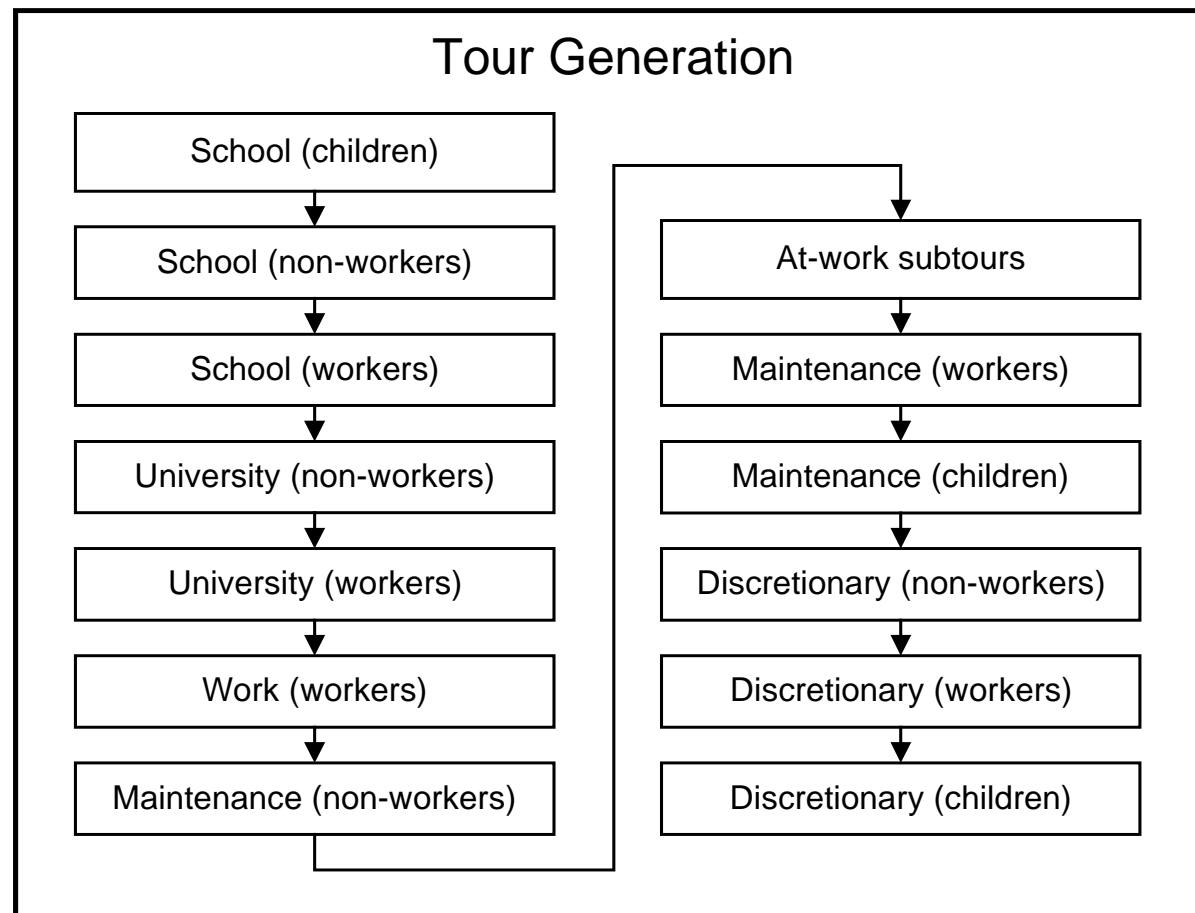 Tour Generation
School (children)
School (non-workers)
School (workers)
University (non-workers)
University (workers)
Work (workers)
Maintenance (non-workers)
At-work subtours
Maintenance (workers)
Maintenance (children)
Discretionary (non-workers)
Discretionary (workers)
Discretionary (children)